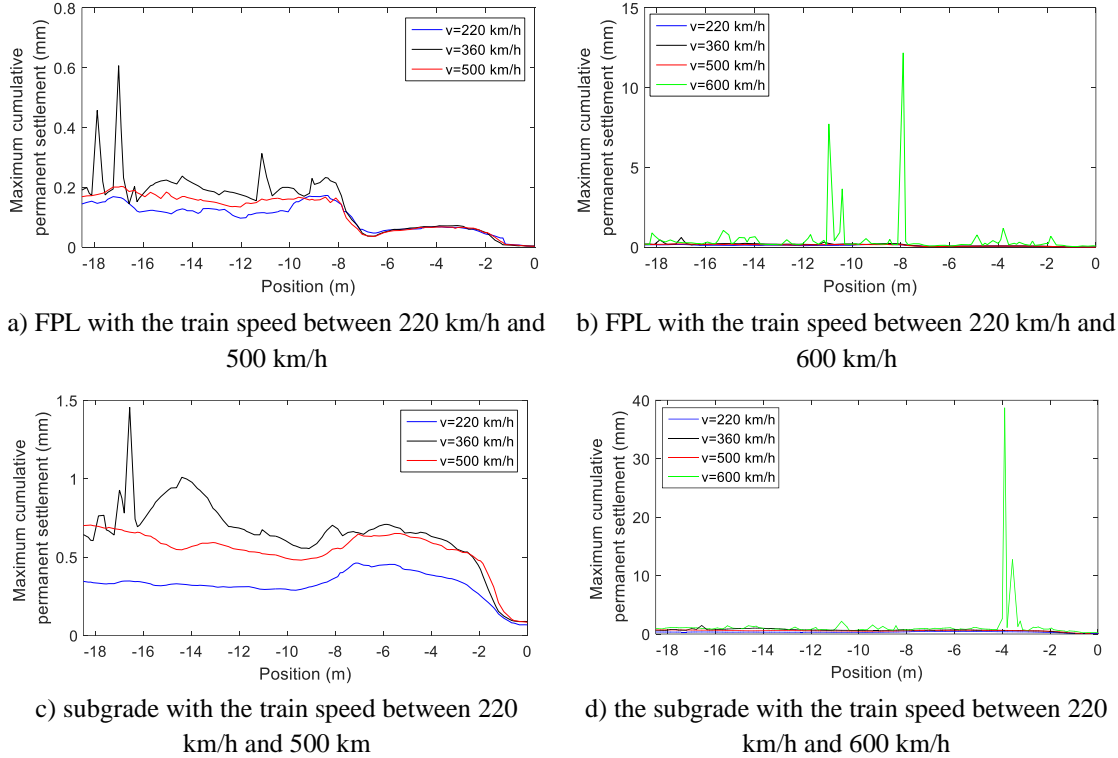 Maximum cumulative
permanent settlement (mm)
0.8
0.6
0.4
0.2
0
v=220 km/h
v=360 km/h
v=500 km/h
-18 -16 -14 -12 -10 -8 -6 -4 -2 0
Position (m)
a) FPL with the train speed between 220 km/h and
500 km/h
Maximum cumulative
permanent settlement (mm)
15
10
5
0
v=220 km/h
v=360 km/h
v=500 km/h
v=600 km/h
-18 -16 -14 -12 -10 -8 -6 -4 -2 0
Position (m)
b) FPL with the train speed between 220 km/h and
600 km/h
Maximum cumulative
permanent settlement (mm)
1.5
1
0.5
0
v=220 km/h
v=360 km/h
v=500 km/h
-18 -16 -14 -12 -10 -8 -6 -4 -2 0
Position (m)
c) subgrade with the train speed between 220
km/h and 500 km
Maximum cumulative
permanent settlement (mm)
40
30
20
10
0
v=220 km/h
v=360 km/h
v=500 km/h
v=600 km/h
-18 -16 -14 -12 -10 -8 -6 -4 -2 0
Position (m)
d) the subgrade with the train speed between 220
km/h and 600 km/h